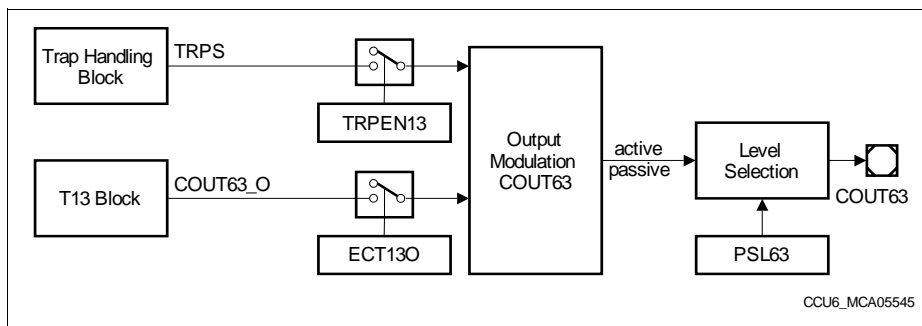 Trap Handling
Block
TRPS
TRPEN13
T13 Block
COUT63_O
ECT13O
Output
Modulation
COUT63
active
passive
Level
Selection
PSL63
COUT63
CCU6_MCA05545